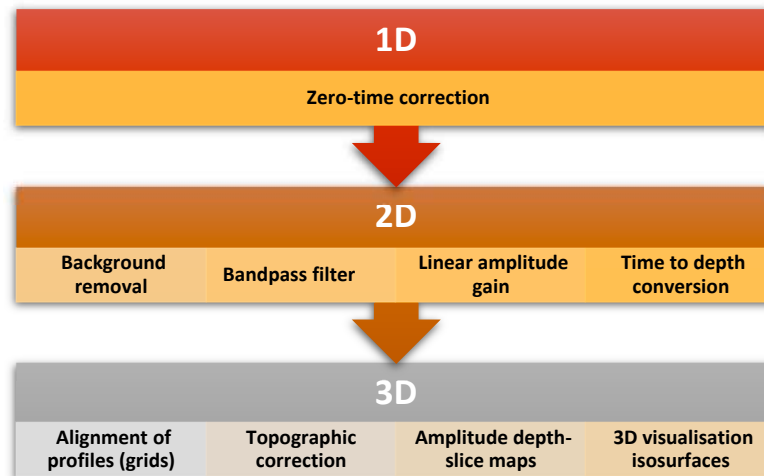 1D
Zero-time correction
2D
Background
removal
Bandpass filter
Linear amplitude
gain
Time to depth
conversion
3D
Alignment of
profiles (grids)
Topographic
correction
Amplitude depth-
slice maps
3D visualisation
isosurfaces